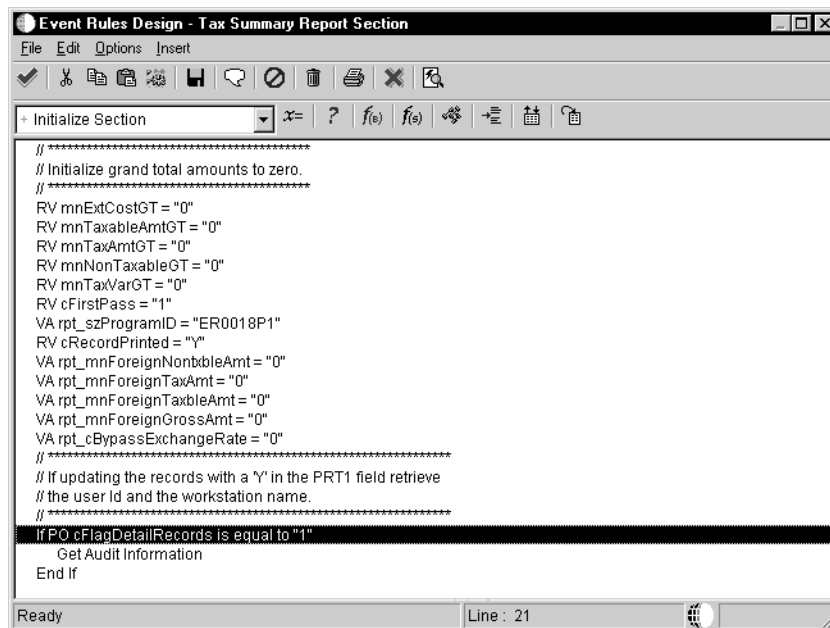 Event Rules Design - Tax Summary Report Section
File Edit Options Insert
+ Initialize Section x= ? f(B) f(s)
// ******************************************
// Initialize grand total amounts to zero.
// ******************************************
RV mnExtCostGT = "0"
RV mnTaxableAmtGT = "0"
RV mnTaxAmtGT = "0"
RV mnNonTaxableGT = "0"
RV mnTaxVarGT = "0"
RV cFirstPass = "1"
VA rpt_szProgramID = "ER0018P1"
RV cRecordPrinted = "Y"
VA rpt_mnForeignNontxbleAmt = "0"
VA rpt_mnForeignTaxAmt = "0"
VA rpt_mnForeignTaxbleAmt = "0"
VA rpt_mnForeignGrossAmt = "0"
VA rpt_cBypassExchangeRate = "0"
// *****************************************************************
// If updating the records with a 'Y' in the PRT1 field retrieve
// the user Id and the workstation name.
// *****************************************************************
If PO cFlagDetailRecords is equal to "1"
Get Audit Information
End If
Ready Line : 21